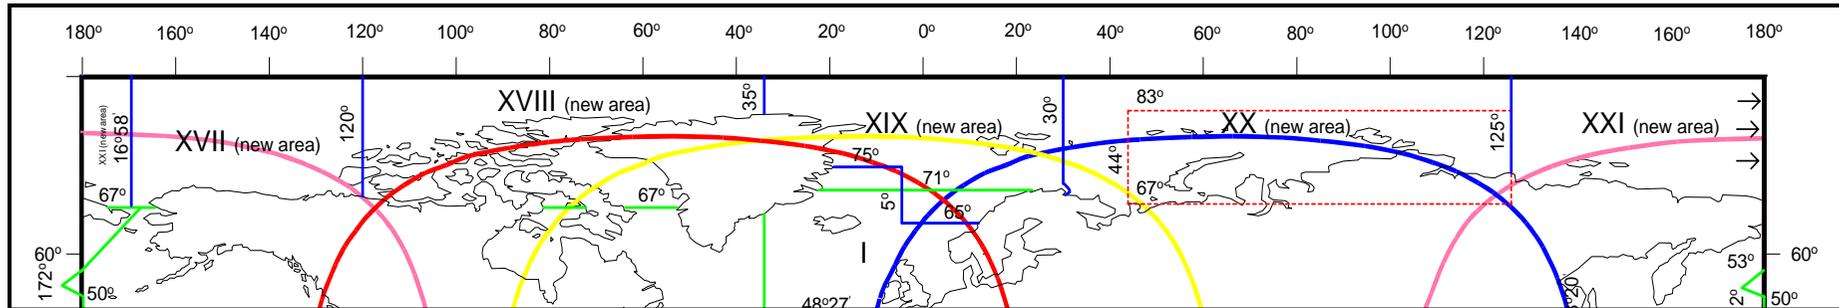 180º 160º 140º 120º 100º 80º 60º 40º 20º 0º 20º 40º 60º 80º 100º 120º 140º 160º 180º
XXI (new area)
16º58'
XVII (new area)
120º
XVIII (new area)
35º
XIX (new area)
30º
83º
XX (new area)
125º
XXI (new area)
75º
44º
67º
67º
67º
5º
71º
67º
65º
60º
I
60º
172º
50º
48º27'
53º
50º